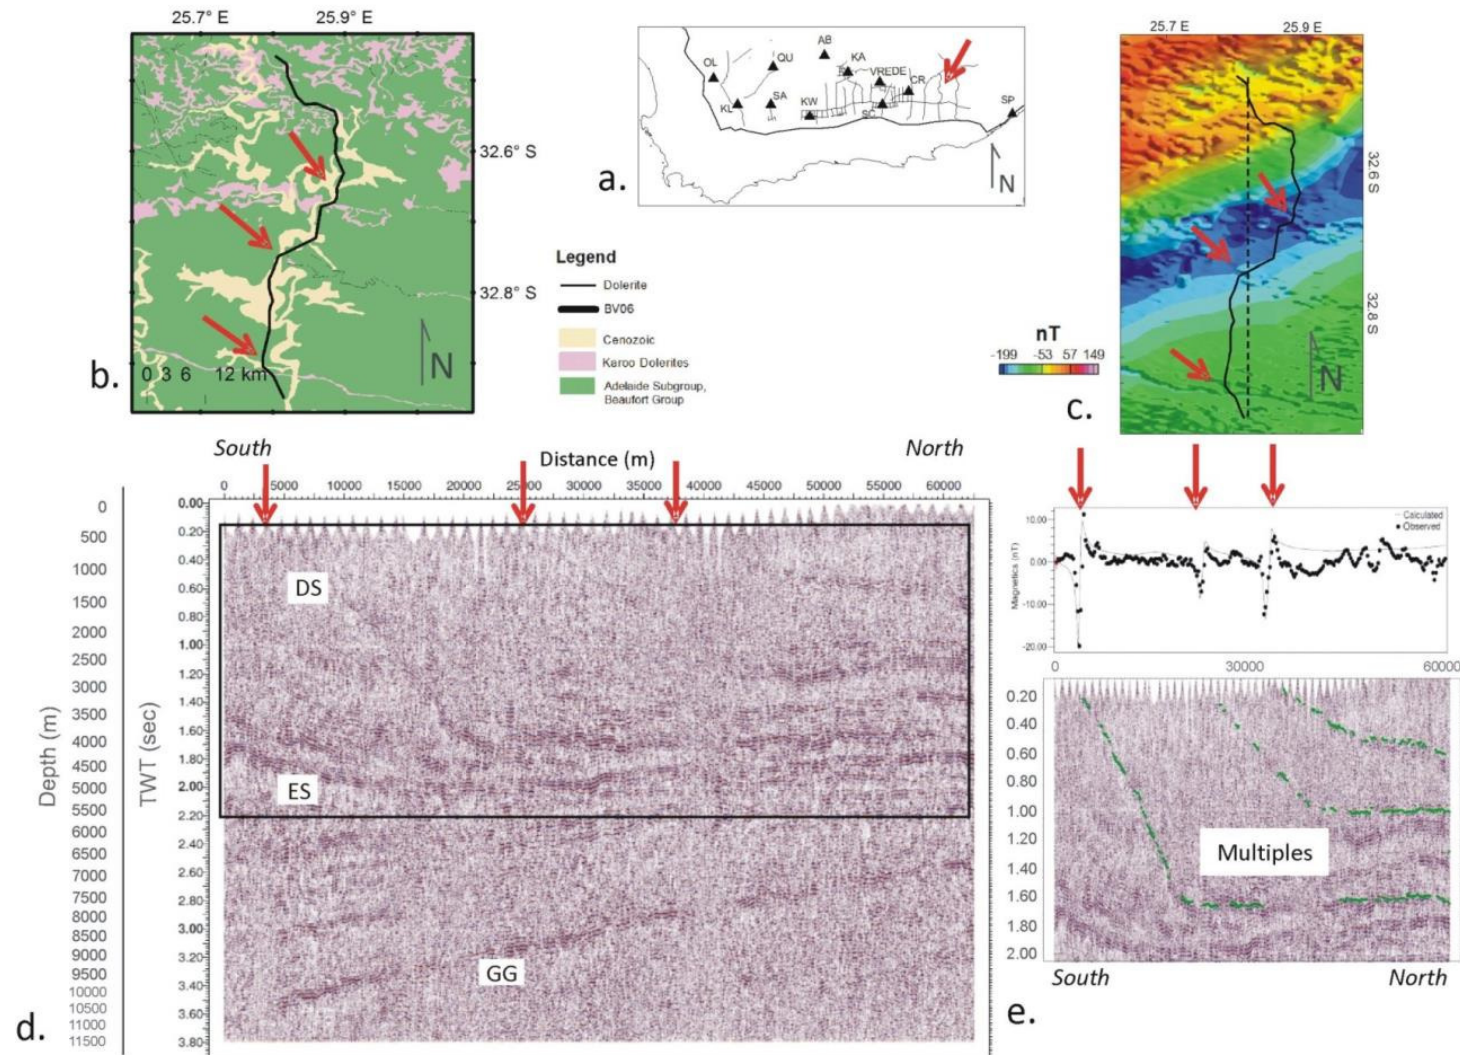 25.7° E
25.9° E
32.6° S
32.8° S
0 3 6 12 km
N
b.
OL
QU
AB
KA
VREDE
CR
KL
SA
KW
SC
SP
N
a.
Legend
Dolerite
BV06
Cenozoic
Karoo Dolerites
Adelaide Subgroup,
Beaufort Group
25.7 E
25.9 E
32.6 S
32.8 S
nT
-199 -53 57 149
N
c.
South
Distance (m)
North
0 5000 10000 15000 20000 25000 30000 35000 40000 45000 50000 55000 60000
Depth (m)
0
500
1000
1500
2000
2500
3000
3500
4000
4500
5000
5500
6000
6500
7000
7500
8000
8500
9000
9500
10000
10500
11000
11500
TWT (sec)
0.00
0.20
0.40
0.60
0.80
1.00
1.20
1.40
1.60
1.80
2.00
2.20
2.40
2.60
2.80
3.00
3.20
3.40
3.60
3.80
DS
ES
GG
d.
Magnetics (nT)
10.00
0.00
-10.00
-20.00
Calculated
Observed
0 30000 60000
0.20
0.40
0.60
0.80
1.00
1.20
1.40
1.60
1.80
2.00
Multiples
South
North
e.